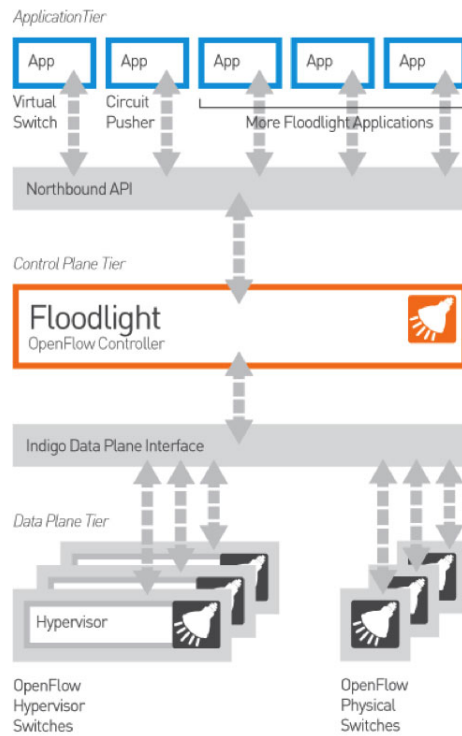 ApplicationTier
App App App App App
Virtual Switch
Circuit Pusher
More Floodlight Applications
Northbound API
Control Plane Tier
Floodlight
OpenFlow Controller
Indigo Data Plane Interface
Data Plane Tier
Hypervisor
OpenFlow
Hypervisor
Switches
OpenFlow
Physical
Switches